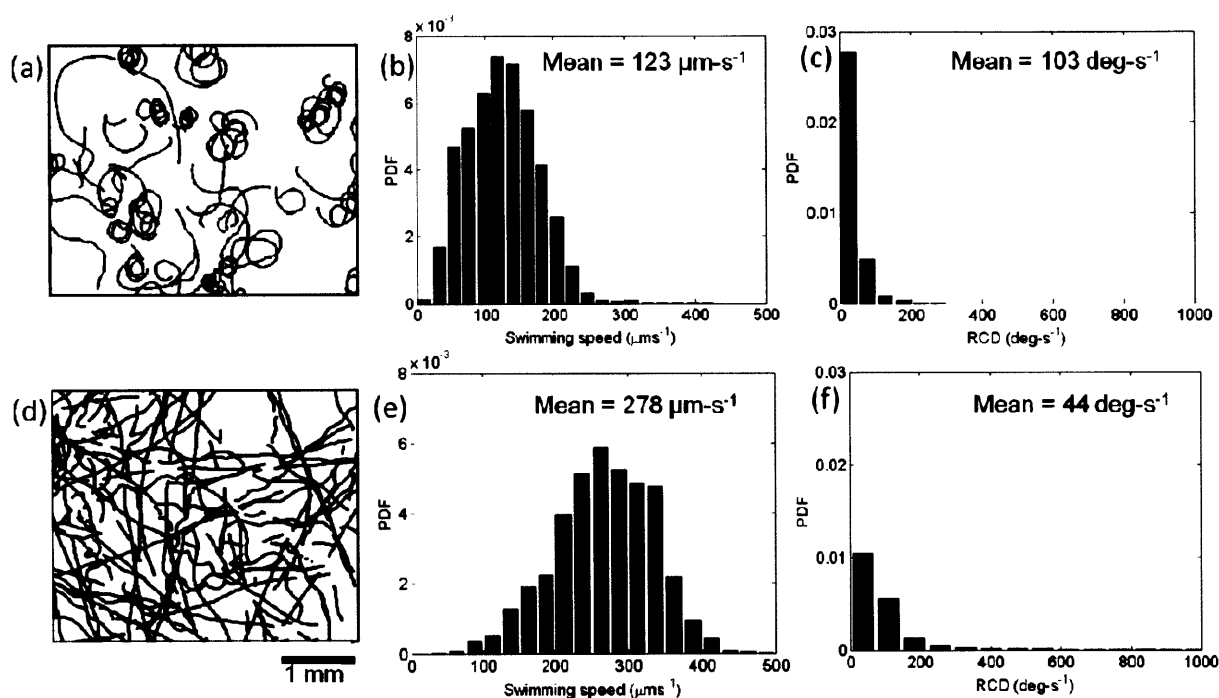 (a)
(b)
× 10⁻³
Mean = 123 µm-s⁻¹
8
6
4
2
0
PDF
0 100 200 300 400 500
Swimming speed (µms⁻¹)
(c)
Mean = 103 deg-s⁻¹
0.03
0.02
0.01
0
PDF
0 200 400 600 800 1000
RCD (deg-s⁻¹)
(d)
1 mm
(e)
× 10⁻³
Mean = 278 µm-s⁻¹
8
6
4
2
0
PDF
0 100 200 300 400 500
Swimming speed (µms⁻¹)
(f)
Mean = 44 deg-s⁻¹
0.03
0.02
0.01
0
PDF
0 200 400 600 800 1000
RCD (deg-s⁻¹)